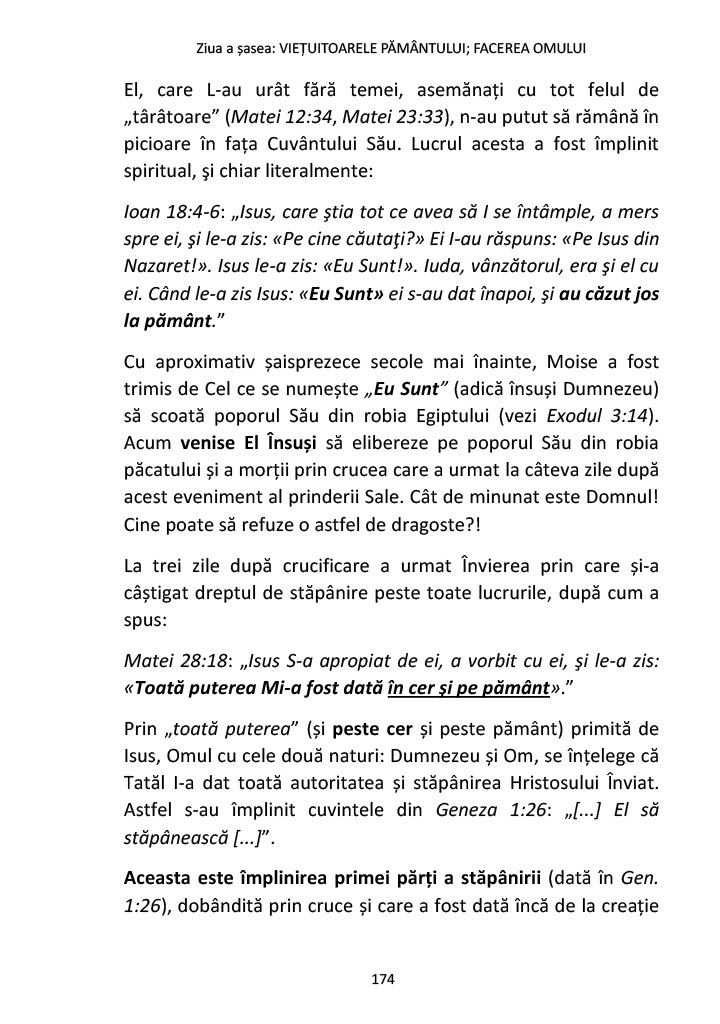 Ziua a șasea: VIEȚUITOARELE PĂMÂNTULUI; FACEREA OMULUI
El, care L-au urât fără temei, asemănați cu tot felul de
„târâtoare” (Matei 12:34, Matei 23:33), n-au putut să rămână în
picioare în fața Cuvântului Său. Lucrul acesta a fost împlinit
spiritual, şi chiar literalmente:
Ioan 18:4-6: „Isus, care ştia tot ce avea să I se întâmple, a mers
spre ei, şi le-a zis: «Pe cine căutaţi?» Ei I-au răspuns: «Pe Isus din
Nazaret!». Isus le-a zis: «Eu Sunt!». Iuda, vânzătorul, era şi el cu
ei. Când le-a zis Isus: «Eu Sunt» ei s-au dat înapoi, şi au căzut jos
la pământ.”
Cu aproximativ șaisprezece secole mai înainte, Moise a fost
trimis de Cel ce se numește „Eu Sunt” (adică însuși Dumnezeu)
să scoată poporul Său din robia Egiptului (vezi Exodul 3:14).
Acum venise El Însuși să elibereze pe poporul Său din robia
păcatului și a morții prin crucea care a urmat la câteva zile după
acest eveniment al prinderii Sale. Cât de minunat este Domnul!
Cine poate să refuze o astfel de dragoste?!
La trei zile după crucificare a urmat Învierea prin care și-a
câștigat dreptul de stăpânire peste toate lucrurile, după cum a
spus:
Matei 28:18: „Isus S-a apropiat de ei, a vorbit cu ei, şi le-a zis:
«Toată puterea Mi-a fost dată în cer şi pe pământ».”
Prin „toată puterea” (și peste cer și peste pământ) primită de
Isus, Omul cu cele două naturi: Dumnezeu și Om, se înțelege că
Tatăl I-a dat toată autoritatea și stăpânirea Hristosului Înviat.
Astfel s-au împlinit cuvintele din Geneza 1:26: „[...] El să
stăpânească [...]”.
Aceasta este împlinirea primei părți a stăpânirii (dată în Gen.
1:26), dobândită prin cruce și care a fost dată încă de la creație
174